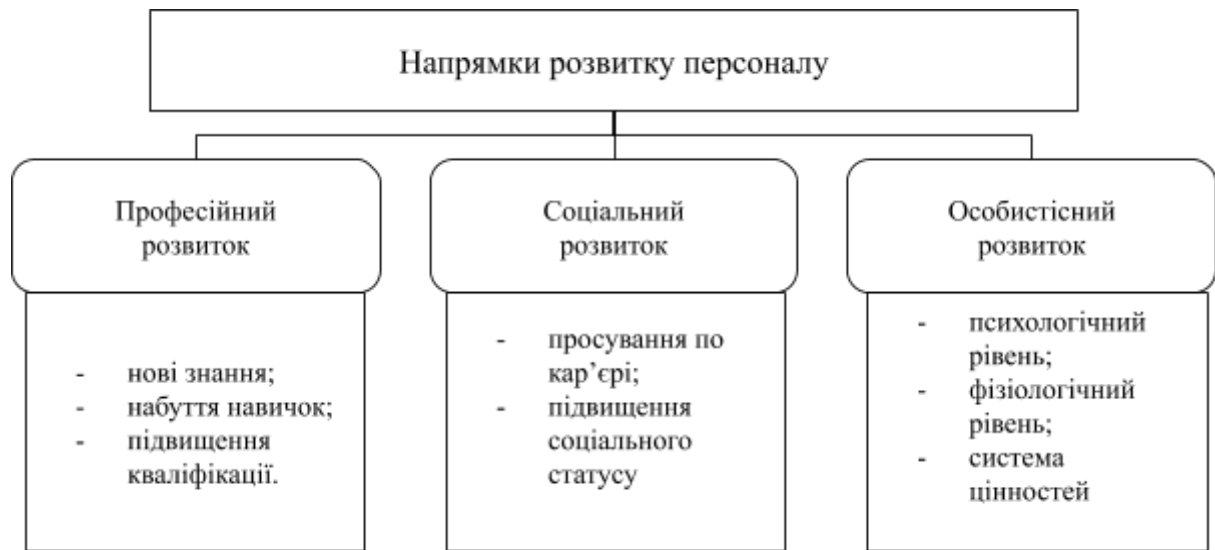 Напрямки розвитку персоналу
Професійний
розвиток
Соціальний
розвиток
Особистісний
розвиток
- нові знання;
- набуття навичок;
- підвищення
кваліфікації.
- просування по
кар’єрі;
- підвищення
соціального
статусу
- психологічний
рівень;
- фізіологічний
рівень;
- система
цінностей